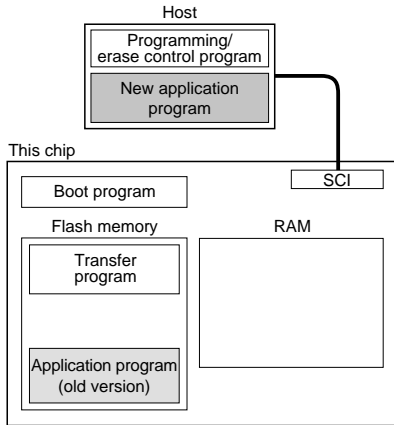 Host
Programming/
erase control program
New application
program
This chip
SCI
Boot program
Flash memory
RAM
Transfer
program
Application program
(old version)